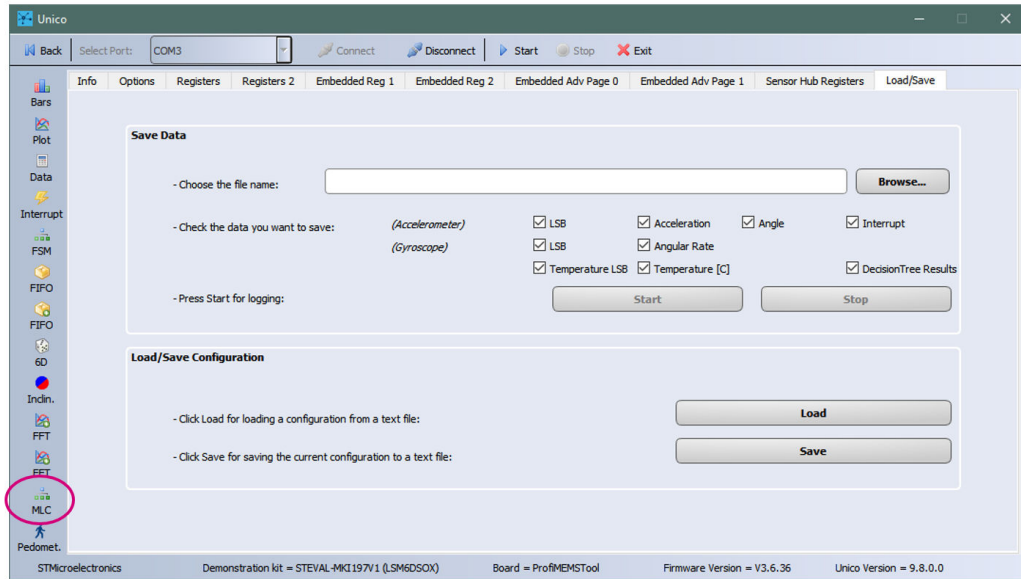 Unico
Back Select Port: COM3 Connect Disconnect Start Stop Exit
Info Options Registers Registers 2 Embedded Reg 1 Embedded Reg 2 Embedded Adv Page 0 Embedded Adv Page 1 Sensor Hub Registers Load/Save
Bars
Plot
Data
Interrupt
FSM
FIFO
FIFO
6D
Inclin.
FFT
FFT
MLC
Pedomet.
Save Data
- Choose the file name: Browse...
- Check the data you want to save: (Accelerometer) LSB Acceleration Angle Interrupt
(Gyroscope) LSB Angular Rate
Temperature LSB Temperature [C] DecisionTree Results
- Press Start for logging: Start Stop
Load/Save Configuration
- Click Load for loading a configuration from a text file: Load
- Click Save for saving the current configuration to a text file: Save
STMicroelectronics Demonstration kit = STEVAL-MKI197V1 (LSM6DSOX) Board = ProfiMEMSTool Firmware Version = V3.6.36 Unico Version = 9.8.0.0